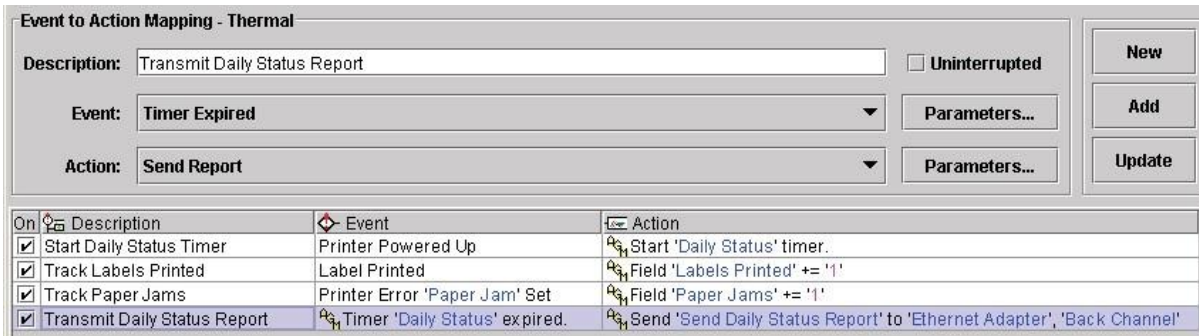 Event to Action Mapping - Thermal
Description: Transmit Daily Status Report Uninterrupted New
Event: Timer Expired Parameters... Add
Action: Send Report Parameters... Update
On Description Event Action
Start Daily Status Timer Printer Powered Up Start 'Daily Status' timer.
Track Labels Printed Label Printed Field 'Labels Printed' += '1'
Track Paper Jams Printer Error 'Paper Jam' Set Field 'Paper Jams' += '1'
Transmit Daily Status Report Timer 'Daily Status' expired. Send 'Send Daily Status Report' to 'Ethernet Adapter', 'Back Channel'